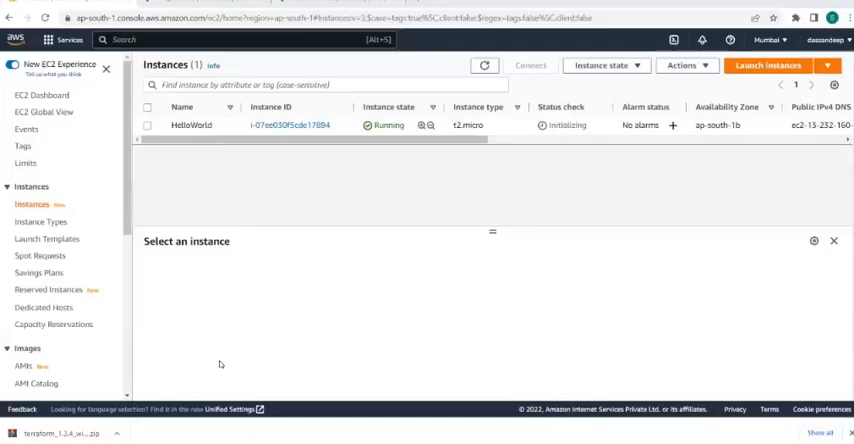 ap-south-1.console.aws.amazon.com/ec2/home?region=ap-south-1#Instances:v=3;$case=tags:true%5C,client:false;$regex=tags:false%5C,client:false
aws Services Search [Alt+S] Mumbai dassandeep
New EC2 Experience
Tell us what you think
EC2 Dashboard
EC2 Global View
Events
Tags
Limits
Instances
Instances New
Instance Types
Launch Templates
Spot Requests
Savings Plans
Reserved Instances New
Dedicated Hosts
Capacity Reservations
Images
AMIs New
AMI Catalog
Instances (1) Info Connect Instance state Actions Launch instances
Find instance by attribute or tag (case-sensitive) 1
Name Instance ID Instance state Instance type Status check Alarm status Availability Zone Public IPv4 DNS
HelloWorld i-07ee030f5cde17894 Running t2.micro Initializing No alarms + ap-south-1b ec2-13-232-160-
Select an instance
Feedback Looking for language selection? Find it in the new Unified Settings © 2022, Amazon Internet Services Private Ltd. or its affiliates. Privacy Terms Cookie preferences
terraform_1.3.4_wi....zip Show all